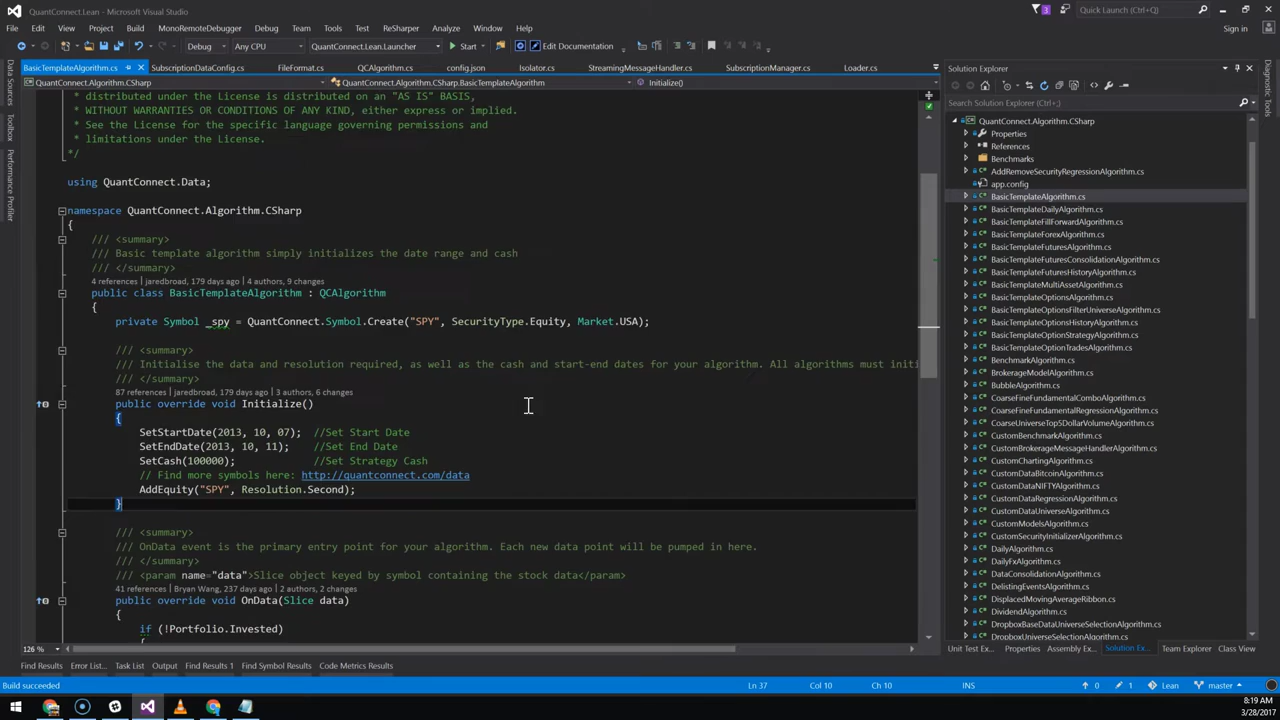 QuantConnect.Lean - Microsoft Visual Studio
3
Quick Launch (Ctrl+;)
File Edit View Project Build MonoRemoteDebugger Debug Team Tools Test ReSharper Analyze Window Help
Sign in
Debug Any CPU QuantConnect.Lean.Launcher Start Edit Documentation
BasicTemplateAlgorithm.cs SubscriptionDataConfig.cs FileFormat.cs QCAlgorithm.cs config.json Isolator.cs StreamingMessageHandler.cs SubscriptionManager.cs Loader.cs
QuantConnect.Algorithm.CSharp QuantConnect.Algorithm.CSharp.BasicTemplateAlgorithm Initialize()
Data Sources
Toolbox
Performance Profiler
* distributed under the License is distributed on an "AS IS" BASIS,
* WITHOUT WARRANTIES OR CONDITIONS OF ANY KIND, either express or implied.
* See the License for the specific language governing permissions and
* limitations under the License.
*/
using QuantConnect.Data;
namespace QuantConnect.Algorithm.CSharp
{
/// <summary>
/// Basic template algorithm simply initializes the date range and cash
/// </summary>
4 references | jaredbroad, 179 days ago | 4 authors, 9 changes
public class BasicTemplateAlgorithm : QCAlgorithm
{
private Symbol _spy = QuantConnect.Symbol.Create("SPY", SecurityType.Equity, Market.USA);
/// <summary>
/// Initialise the data and resolution required, as well as the cash and start-end dates for your algorithm. All algorithms must initi
/// </summary>
87 references | jaredbroad, 179 days ago | 3 authors, 6 changes
public override void Initialize()
{
SetStartDate(2013, 10, 07); //Set Start Date
SetEndDate(2013, 10, 11); //Set End Date
SetCash(100000); //Set Strategy Cash
// Find more symbols here: http://quantconnect.com/data
AddEquity("SPY", Resolution.Second);
}
/// <summary>
/// OnData event is the primary entry point for your algorithm. Each new data point will be pumped in here.
/// </summary>
/// <param name="data">Slice object keyed by symbol containing the stock data</param>
41 references | Bryan Wang, 237 days ago | 2 authors, 2 changes
public override void OnData(Slice data)
{
if (!Portfolio.Invested)
{
126 %
Solution Explorer
Search Solution Explorer (Ctrl+;)
QuantConnect.Algorithm.CSharp
Properties
References
Benchmarks
AddRemoveSecurityRegressionAlgorithm.cs
app.config
BasicTemplateAlgorithm.cs
BasicTemplateDailyAlgorithm.cs
BasicTemplateFillForwardAlgorithm.cs
BasicTemplateForexAlgorithm.cs
BasicTemplateFuturesAlgorithm.cs
BasicTemplateFuturesConsolidationAlgorithm.cs
BasicTemplateFuturesHistoryAlgorithm.cs
BasicTemplateMultiAssetAlgorithm.cs
BasicTemplateOptionsAlgorithm.cs
BasicTemplateOptionsFilterUniverseAlgorithm.cs
BasicTemplateOptionsHistoryAlgorithm.cs
BasicTemplateOptionStrategyAlgorithm.cs
BasicTemplateOptionTradesAlgorithm.cs
BenchmarkAlgorithm.cs
BrokerageModelAlgorithm.cs
BubbleAlgorithm.cs
CoarseFineFundamentalComboAlgorithm.cs
CoarseFineFundamentalRegressionAlgorithm.cs
CoarseUniverseTop5DollarVolumeAlgorithm.cs
CustomBenchmarkAlgorithm.cs
CustomBrokerageMessageHandlerAlgorithm.cs
CustomChartingAlgorithm.cs
CustomDataBitcoinAlgorithm.cs
CustomDataNIFTYAlgorithm.cs
CustomDataRegressionAlgorithm.cs
CustomDataUniverseAlgorithm.cs
CustomModelsAlgorithm.cs
CustomSecurityInitializerAlgorithm.cs
DailyAlgorithm.cs
DailyFxAlgorithm.cs
DataConsolidationAlgorithm.cs
DelistingEventsAlgorithm.cs
DisplacedMovingAverageRibbon.cs
DividendAlgorithm.cs
DropboxBaseDataUniverseSelectionAlgorithm.cs
DropboxUniverseSelectionAlgorithm.cs
Diagnostic Tools
Unit Test Ex... Properties Assembly Ex... Solution Ex... Team Explorer Class View
Find Results Error List... Task List Output Find Results 1 Find Symbol Results Code Metrics Results
Build succeeded Ln 37 Col 10 Ch 10 INS 0 1 Lean master
8:19 AM
3/28/2017